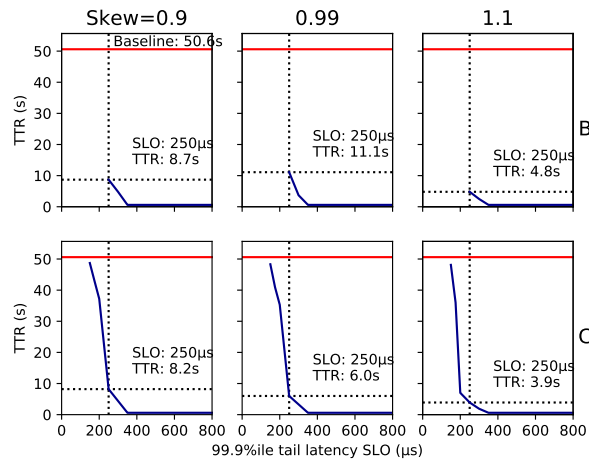 Skew=0.9 0.99 1.1
Baseline: 50.6s
TTR (s)
50
40
30
20
10
0
SLO: 250µs
TTR: 8.7s
SLO: 250µs
TTR: 11.1s
SLO: 250µs
TTR: 4.8s
B
TTR (s)
50
40
30
20
10
0
SLO: 250µs
TTR: 8.2s
SLO: 250µs
TTR: 6.0s
SLO: 250µs
TTR: 3.9s
0 200 400 600 800 0 200 400 600 800 0 200 400 600 800
99.9%ile tail latency SLO (µs)